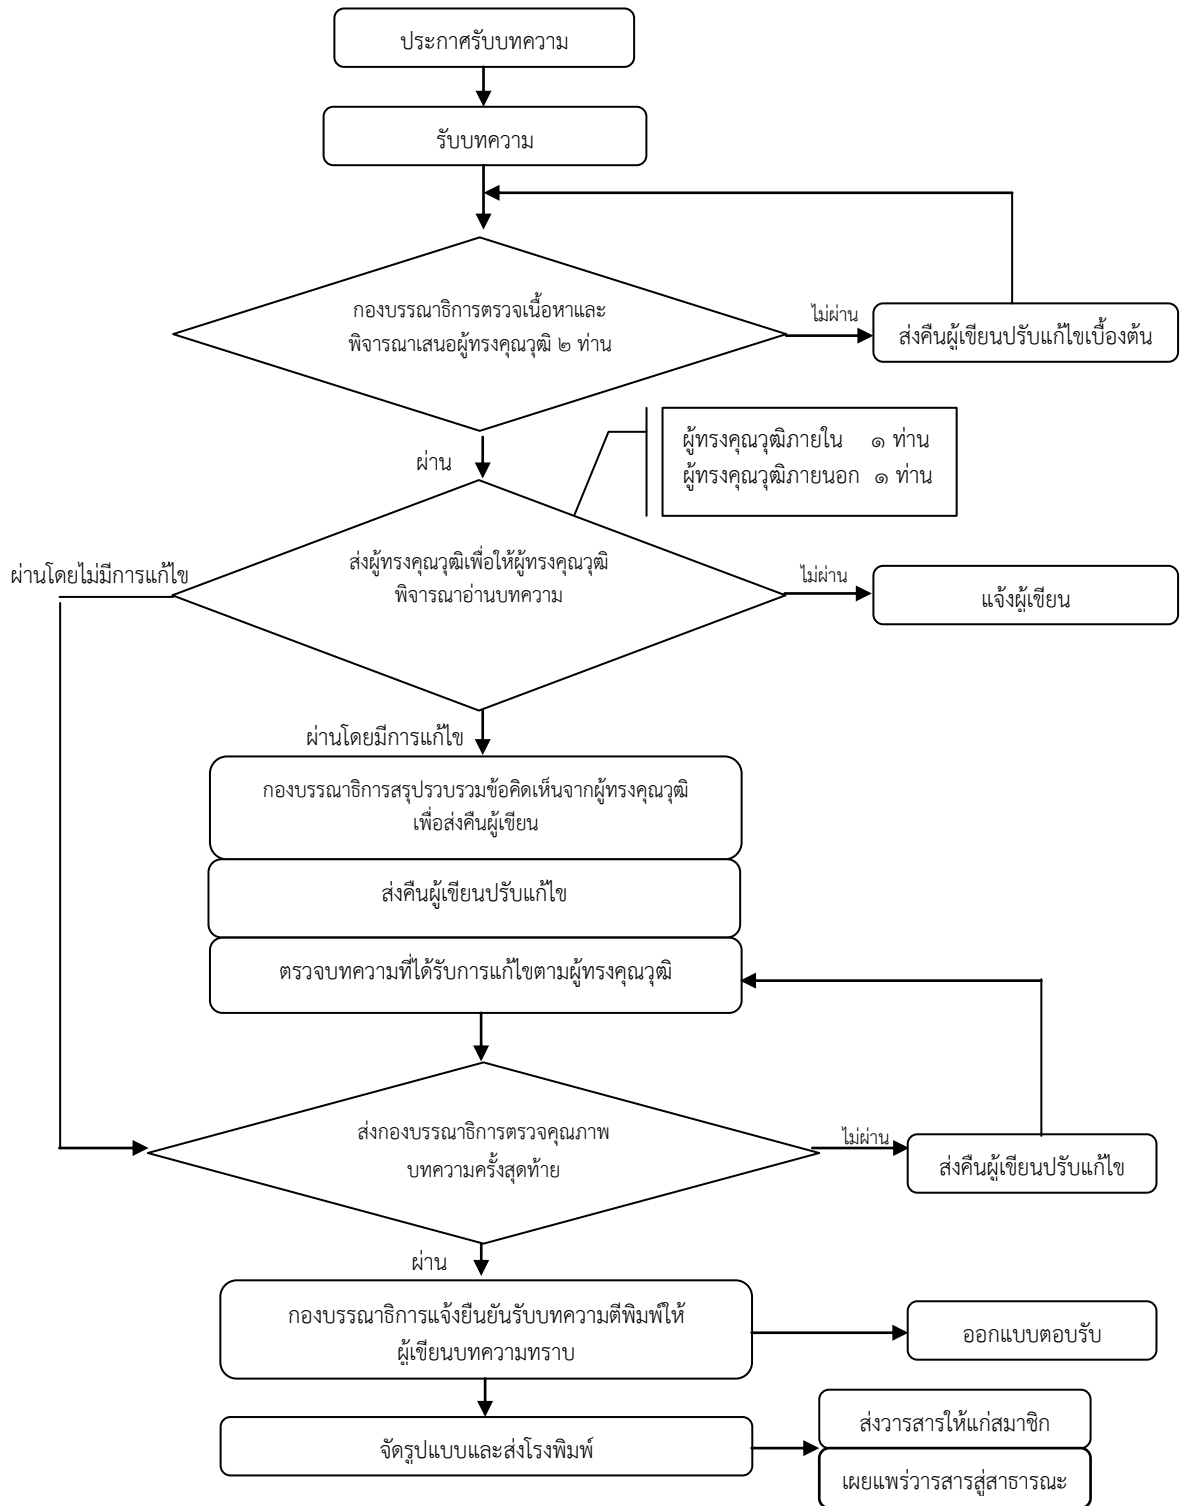 ประกาศรับบทความ
รับบทความ
กองบรรณาธิการตรวจเนื้อหาและ
พิจารณาเสนอผู้ทรงคุณวุฒิ ๒ ท่าน
ไม่ผ่าน
ส่งคืนผู้เขียนปรับแก้ไขเบื้องต้น
ผ่าน
ผู้ทรงคุณวุฒิภายใน ๑ ท่าน
ผู้ทรงคุณวุฒิภายนอก ๑ ท่าน
ส่งผู้ทรงคุณวุฒิเพื่อให้ผู้ทรงคุณวุฒิ
พิจารณาอ่านบทความ
ผ่านโดยไม่มีการแก้ไข
ไม่ผ่าน
แจ้งผู้เขียน
ผ่านโดยมีการแก้ไข
กองบรรณาธิการสรุปรวบรวมข้อคิดเห็นจากผู้ทรงคุณวุฒิ
เพื่อส่งคืนผู้เขียน
ส่งคืนผู้เขียนปรับแก้ไข
ตรวจบทความที่ได้รับการแก้ไขตามผู้ทรงคุณวุฒิ
ส่งกองบรรณาธิการตรวจคุณภาพ
บทความครั้งสุดท้าย
ไม่ผ่าน
ส่งคืนผู้เขียนปรับแก้ไข
ผ่าน
กองบรรณาธิการแจ้งยืนยันรับบทความตีพิมพ์ให้
ผู้เขียนบทความทราบ
ออกแบบตอบรับ
จัดรูปแบบและส่งโรงพิมพ์
ส่งวารสารให้แก่สมาชิก
เผยแพร่วารสารสู่สาธารณะ